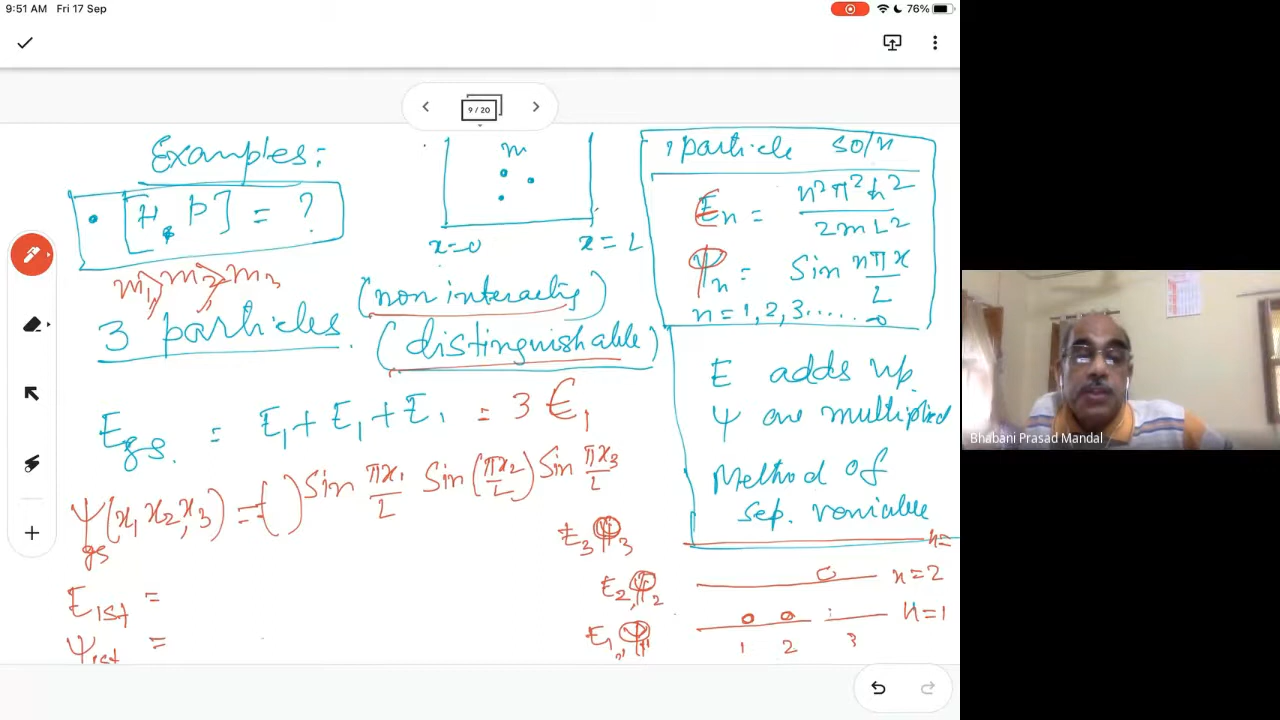 9:51 AM Fri 17 Sep
76%
9 / 20
Examples:
• [H, P] = ?
m
x=0
x = L
1 particle sol/n
En = n²π²ħ² / 2mL²
ψn = Sin nπx / L
n = 1, 2, 3.....
m₁ > m₂ > m₃
(non interacting)
3 particles. (distinguishable)
E adds up.
ψ are multiplied
Method of
sep. variable
Egs. = E₁ + E₁ + E₁ = 3 E₁
ψgs (x₁, x₂, x₃) = ( ) Sin πx₁/L Sin (πx₂/L) Sin πx₃/L
E₃ ψ₃ n=
E₂, ψ₂ n=2
E₁, ψ₁ n=1
1 2 3
E1st =
ψ1st =
Bhabani Prasad Mandal